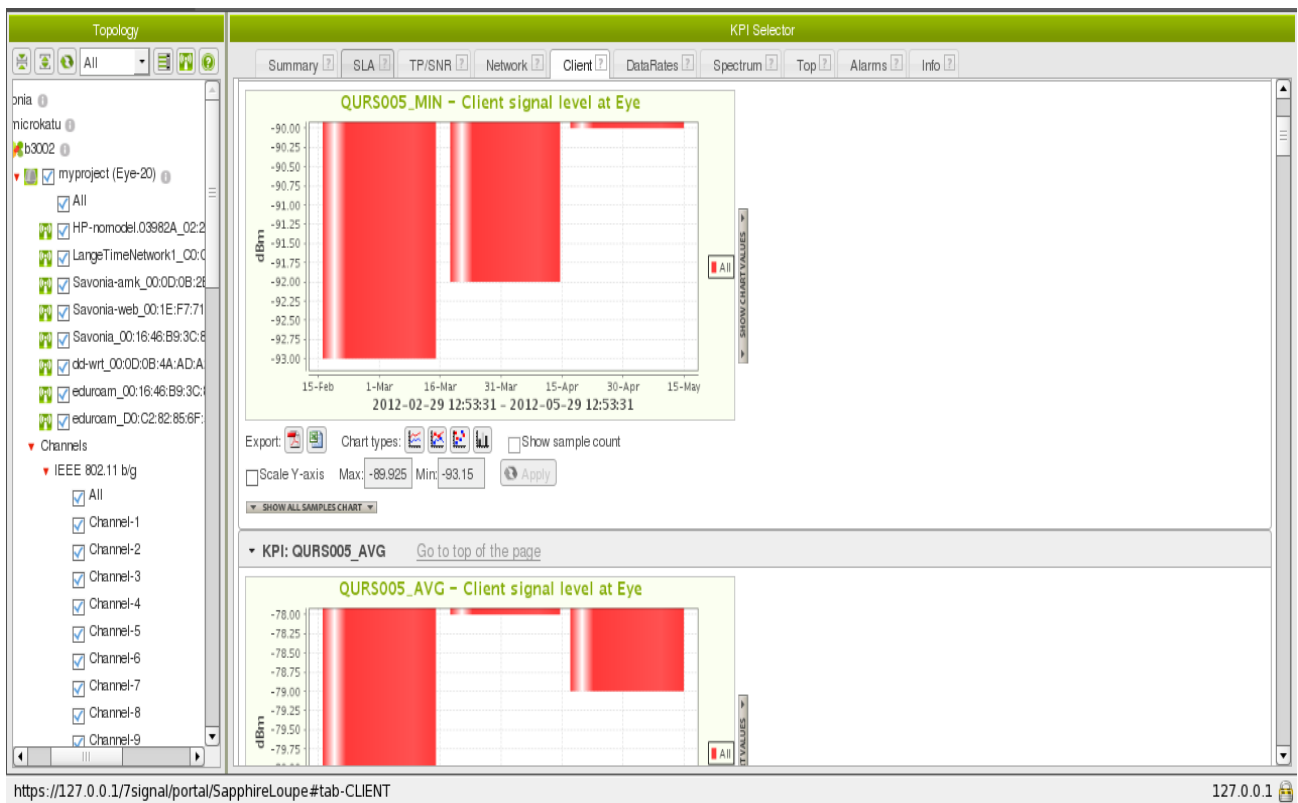 Topology
KPI Selector
All
Summary ? SLA ? TP/SNR ? Network ? Client ? DataRates ? Spectrum ? Top ? Alarms ? Info ?
onia
microkatu
b3002
myproject (Eye-20)
All
HP-nomodel.03982A_02:2
LangeTimeNetwork1_C0:C
Savonia-amk_00:0D:0B:2E
Savonia-web_00:1E:F7:71
Savonia_00:16:46:B9:3C:8
dd-wrt_00:0D:0B:4A:AD:A
eduroam_00:16:46:B9:3C:8
eduroam_D0:C2:82:85:6F:
Channels
IEEE 802.11 b/g
All
Channel-1
Channel-2
Channel-3
Channel-4
Channel-5
Channel-6
Channel-7
Channel-8
Channel-9
QURS005_MIN - Client signal level at Eye
dBm
-90.00
-90.25
-90.50
-90.75
-91.00
-91.25
-91.50
-91.75
-92.00
-92.25
-92.50
-92.75
-93.00
15-Feb 1-Mar 16-Mar 31-Mar 15-Apr 30-Apr 15-May
2012-02-29 12:53:31 - 2012-05-29 12:53:31
All
SHOW CHART VALUES
Export: Chart types: Show sample count
Scale Y-axis Max: -89.925 Min: -93.15 Apply
SHOW ALL SAMPLES CHART
KPI: QURS005_AVG Go to top of the page
QURS005_AVG - Client signal level at Eye
dBm
-78.00
-78.25
-78.50
-78.75
-79.00
-79.25
-79.50
-79.75
All
T VALUES
https://127.0.0.1/7signal/portal/SapphireLoupe#tab-CLIENT
127.0.0.1